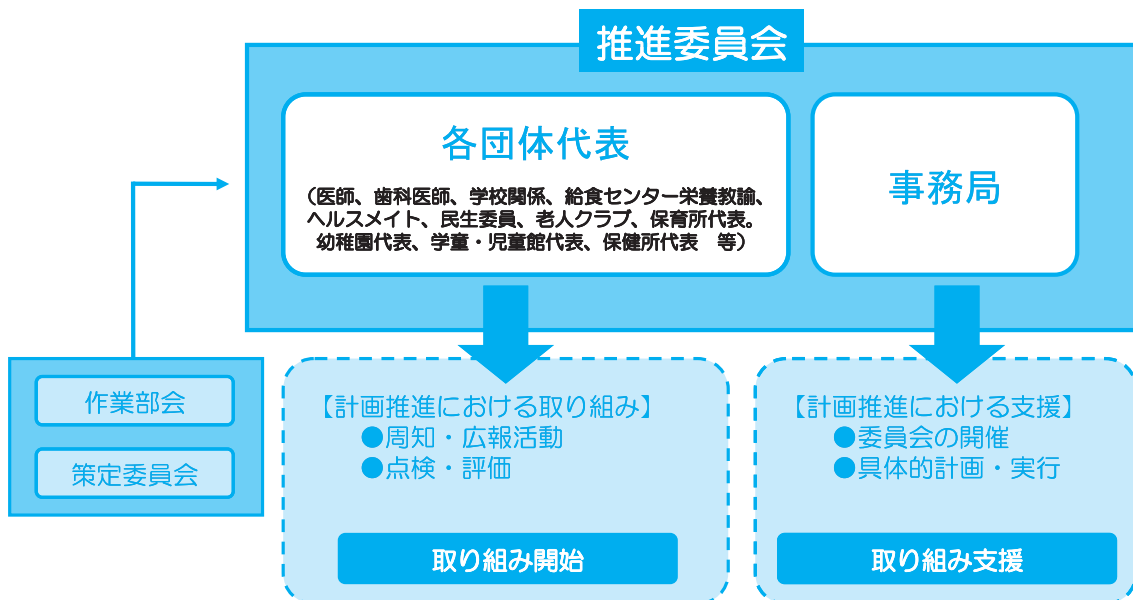 推進委員会
各団体代表
（医師、歯科医師、学校関係、給食センター栄養教諭、
ヘルスメイト、民生委員、老人クラブ、保育所代表。
幼稚園代表、学童・児童館代表、保健所代表　等）
事務局
作業部会
策定委員会
【計画推進における取り組み】
●周知・広報活動
●点検・評価
取り組み開始
【計画推進における支援】
●委員会の開催
●具体的計画・実行
取り組み支援